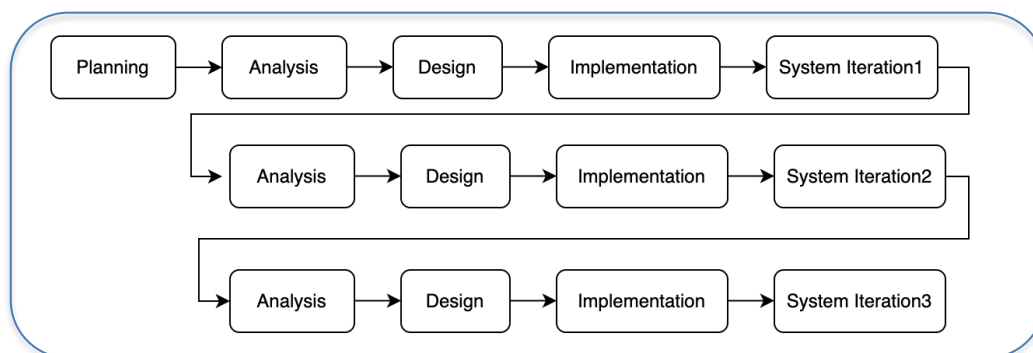 Planning Analysis Design Implementation System Iteration1
Analysis Design Implementation System Iteration2
Analysis Design Implementation System Iteration3